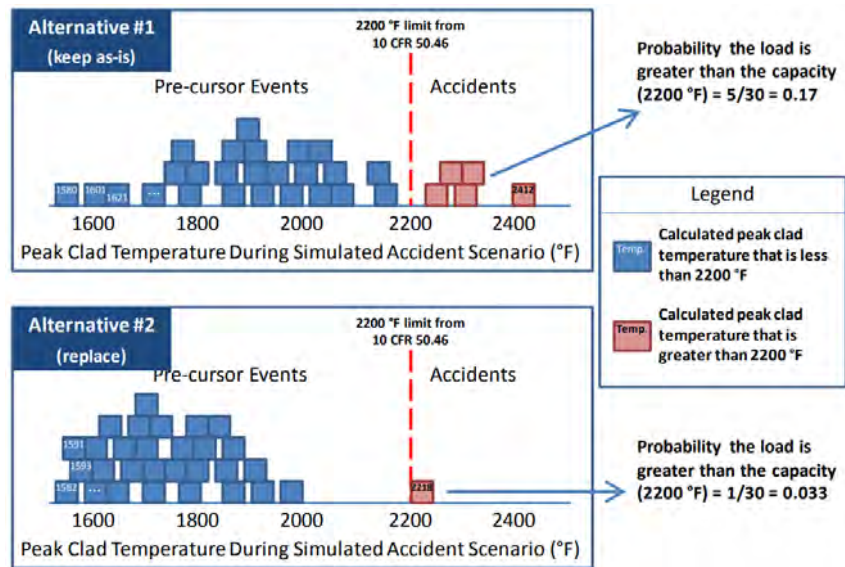 Alternative #1
(keep as-is)
2200 °F limit from
10 CFR 50.46
Pre-cursor Events
Accidents
1580
1601
1621
...
2412
1600
1800
2000
2200
2400
Peak Clad Temperature During Simulated Accident Scenario (°F)
Probability the load is
greater than the capacity
(2200 °F) = 5/30 = 0.17
Legend
Temp.
Calculated peak clad
temperature that is less
than 2200 °F
Temp.
Calculated peak clad
temperature that is
greater than 2200 °F
Alternative #2
(replace)
2200 °F limit from
10 CFR 50.46
Pre-cursor Events
Accidents
1591
1593
1582
...
2218
1600
1800
2000
2200
2400
Peak Clad Temperature During Simulated Accident Scenario (°F)
Probability the load is
greater than the capacity
(2200 °F) = 1/30 = 0.033